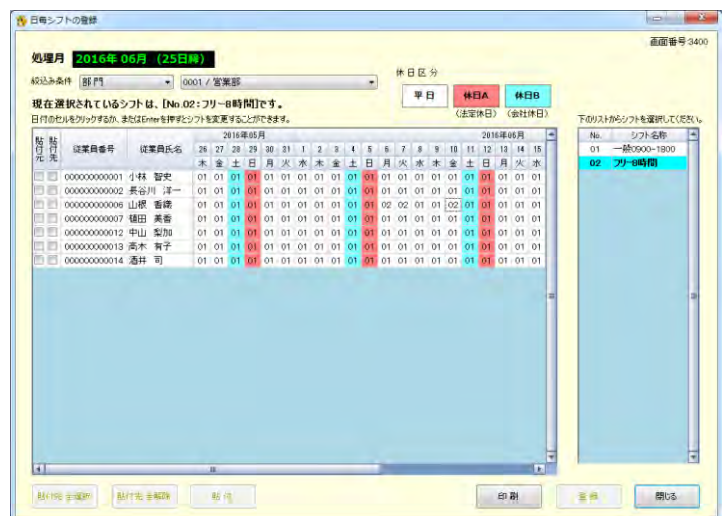 日毎シフトの登録
画面番号:3400
処理月 2016年 06月 (25日締)
絞込み条件 部門 0001 / 営業部
休日区分
平日 休日A 休日B
(法定休日) (会社休日)
現在選択されているシフトは、[No.02:フリー8時間]です。
日付のセルをクリックするか、またはEnterを押すとシフトを変更することができます。
下のリストからシフトを選択してください。
貼付元 貼付先 従業員番号 従業員氏名 2016年05月 2016年06月
26 27 28 29 30 31 1 2 3 4 5 6 7 8 9 10 11 12 13 14 15
木 金 土 日 月 火 水 木 金 土 日 月 火 水 木 金 土 日 月 火 水
000000000001 小林 智史 01 01 01 01 01 01 01 01 01 01 01 01 01 01 01 01 01 01 01 01 01
000000000002 長谷川 洋一 01 01 01 01 01 01 01 01 01 01 01 01 01 01 01 01 01 01 01 01 01
000000000006 山根 香織 01 01 01 01 01 01 01 01 01 01 01 02 02 01 01 02 01 01 01 01 01
000000000007 植田 美香 01 01 01 01 01 01 01 01 01 01 01 01 01 01 01 01 01 01 01 01 01
000000000012 中山 梨加 01 01 01 01 01 01 01 01 01 01 01 01 01 01 01 01 01 01 01 01 01
000000000013 高木 有子 01 01 01 01 01 01 01 01 01 01 01 01 01 01 01 01 01 01 01 01 01
000000000014 酒井 司 01 01 01 01 01 01 01 01 01 01 01 01 01 01 01 01 01 01 01 01 01
No. シフト名称
01 一般0900-1800
02 フリー8時間
貼付先 全選択 貼付先 全解除 貼付 印刷 登録 閉じる